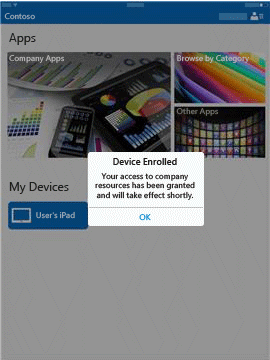 Contoso
Apps
Company Apps
Browse by Category
Other Apps
Device Enrolled
Your access to company
resources has been granted
and will take effect shortly.
OK
My Devices
User's iPad